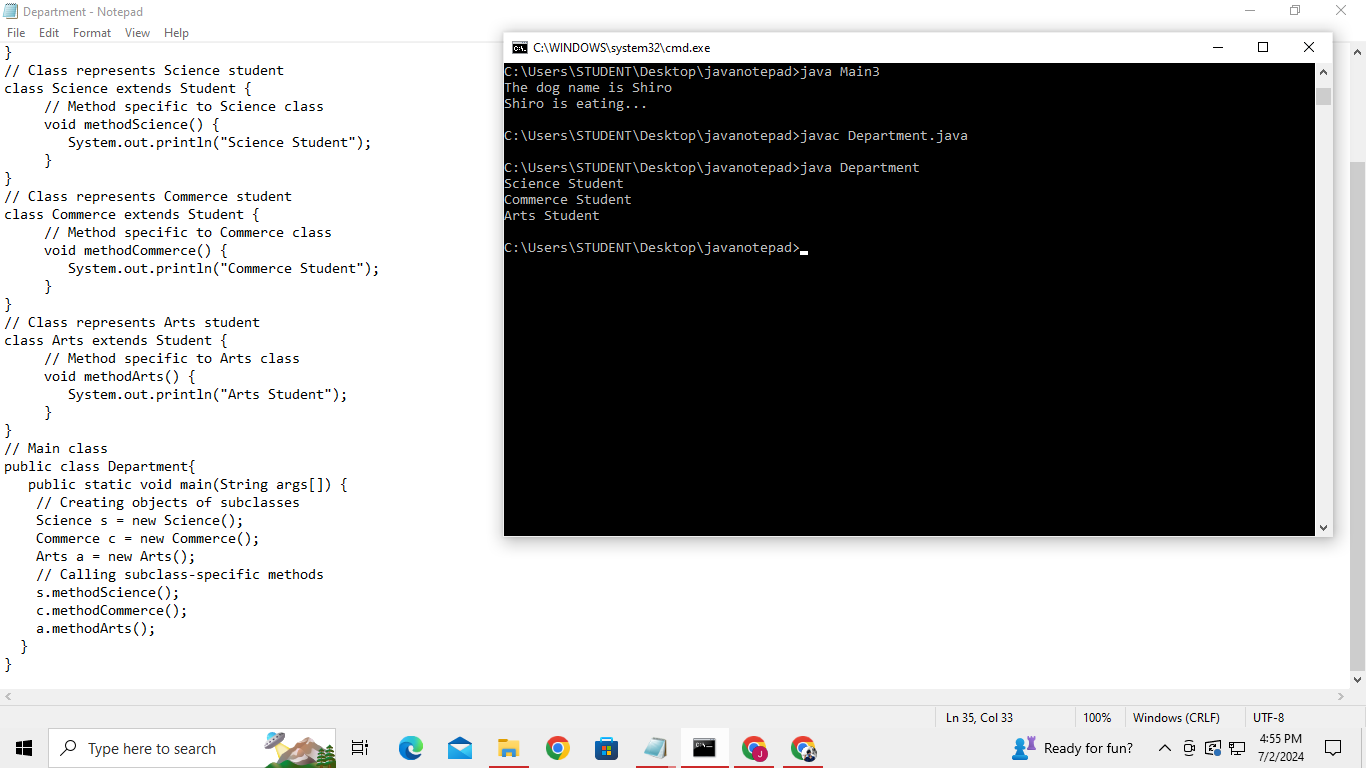 Department - Notepad
File Edit Format View Help
}
// Class represents Science student
class Science extends Student {
// Method specific to Science class
void methodScience() {
System.out.println("Science Student");
}
}
// Class represents Commerce student
class Commerce extends Student {
// Method specific to Commerce class
void methodCommerce() {
System.out.println("Commerce Student");
}
}
// Class represents Arts student
class Arts extends Student {
// Method specific to Arts class
void methodArts() {
System.out.println("Arts Student");
}
}
// Main class
public class Department{
public static void main(String args[]) {
// Creating objects of subclasses
Science s = new Science();
Commerce c = new Commerce();
Arts a = new Arts();
// Calling subclass-specific methods
s.methodScience();
c.methodCommerce();
a.methodArts();
}
}
C:\WINDOWS\system32\cmd.exe
C:\Users\STUDENT\Desktop\javanotepad>java Main3
The dog name is Shiro
Shiro is eating...
C:\Users\STUDENT\Desktop\javanotepad>javac Department.java
C:\Users\STUDENT\Desktop\javanotepad>java Department
Science Student
Commerce Student
Arts Student
C:\Users\STUDENT\Desktop\javanotepad>
Ln 35, Col 33 100% Windows (CRLF) UTF-8
Type here to search
Ready for fun?
4:55 PM
7/2/2024